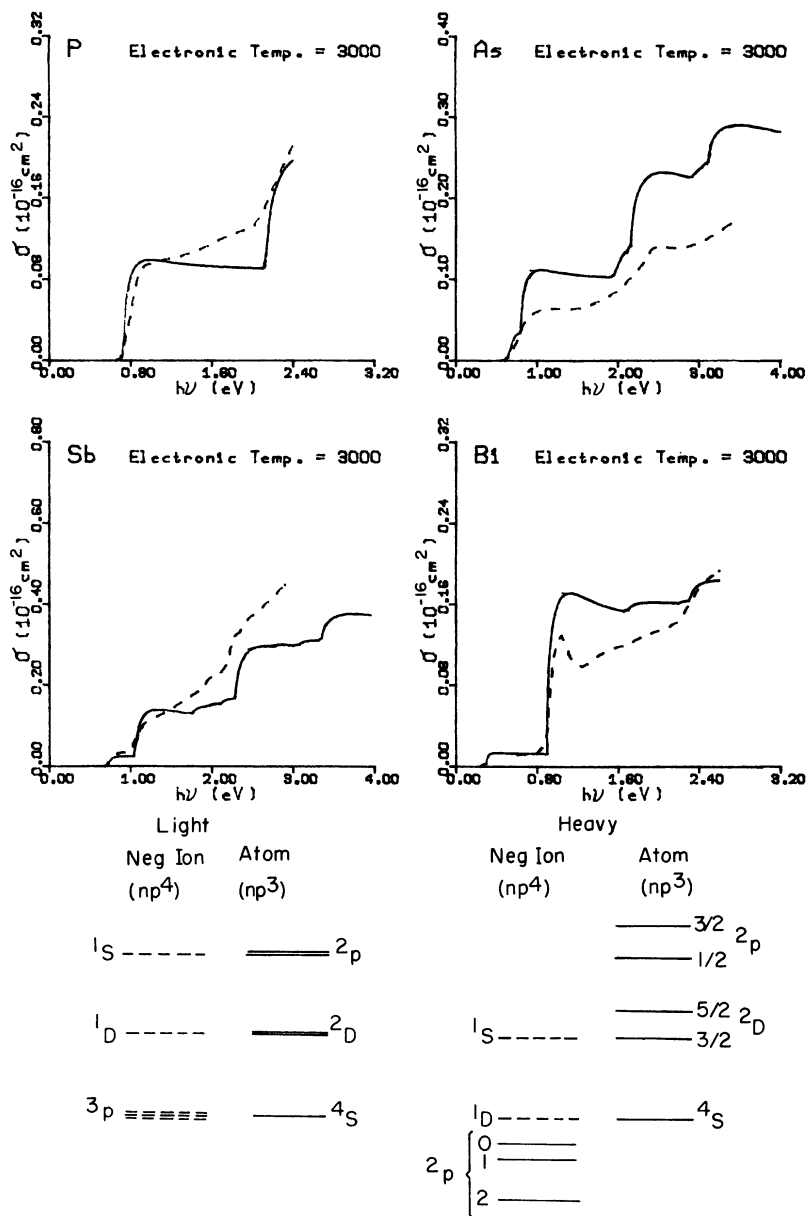 P Electronic Temp. = 3000
0.32
0.24
0.16
0.08
0.00
σ (10⁻¹⁶cm²)
0.00 0.80 1.60 2.40 3.20
hν (eV)
As Electronic Temp. = 3000
0.40
0.30
0.20
0.10
0.00
σ (10⁻¹⁶cm²)
0.00 1.00 2.00 3.00 4.00
hν (eV)
Sb Electronic Temp. = 3000
0.80
0.60
0.40
0.20
0.00
σ (10⁻¹⁶cm²)
0.00 1.00 2.00 3.00 4.00
hν (eV)
Bi Electronic Temp. = 3000
0.32
0.24
0.16
0.08
0.00
σ (10⁻¹⁶cm²)
0.00 0.80 1.60 2.40 3.20
hν (eV)
Light
Neg Ion Atom
(np⁴) (np³)
¹S ²p
¹D ²D
³p ⁴S
Heavy
Neg Ion Atom
(np⁴) (np³)
3/2
²p
1/2
5/2
²D
¹S 3/2
¹D ⁴S
0
1
²p
2